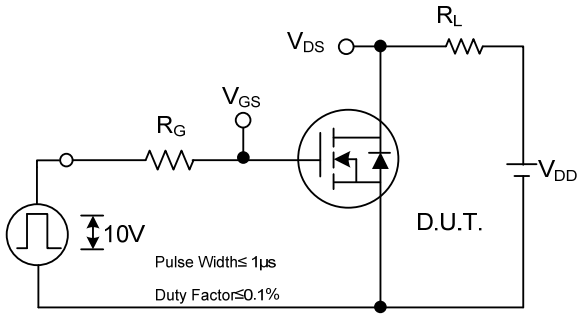 RL
VDS
VGS
RG
VDD
10V
D.U.T.
Pulse Width≤ 1μs
Duty Factor≤0.1%